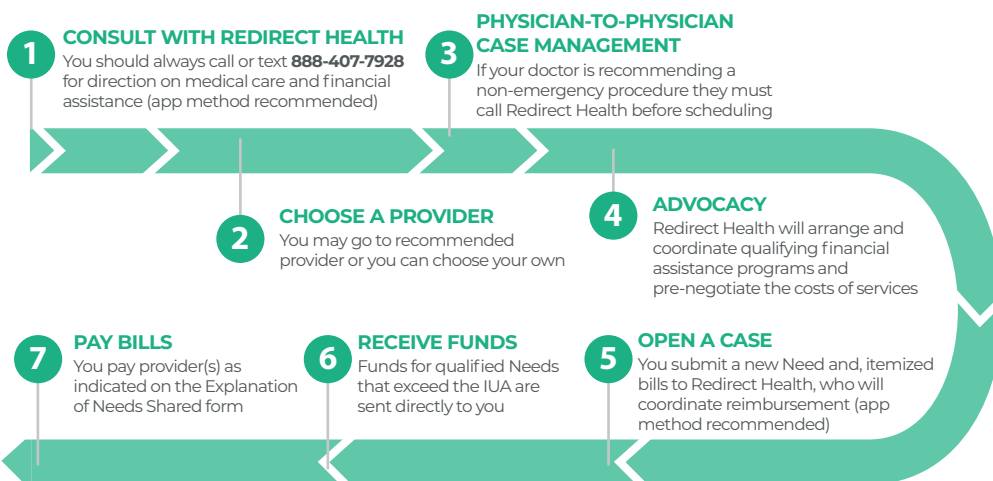 1
CONSULT WITH REDIRECT HEALTH
You should always call or text 888-407-7928
for direction on medical care and financial
assistance (app method recommended)
2
CHOOSE A PROVIDER
You may go to recommended
provider or you can choose your own
3
PHYSICIAN-TO-PHYSICIAN
CASE MANAGEMENT
If your doctor is recommending a
non-emergency procedure they must
call Redirect Health before scheduling
4
ADVOCACY
Redirect Health will arrange and
coordinate qualifying financial
assistance programs and
pre-negotiate the costs of services
5
OPEN A CASE
You submit a new Need and, itemized
bills to Redirect Health, who will
coordinate reimbursement (app
method recommended)
6
RECEIVE FUNDS
Funds for qualified Needs
that exceed the IUA are
sent directly to you
7
PAY BILLS
You pay provider(s) as
indicated on the Explanation
of Needs Shared form